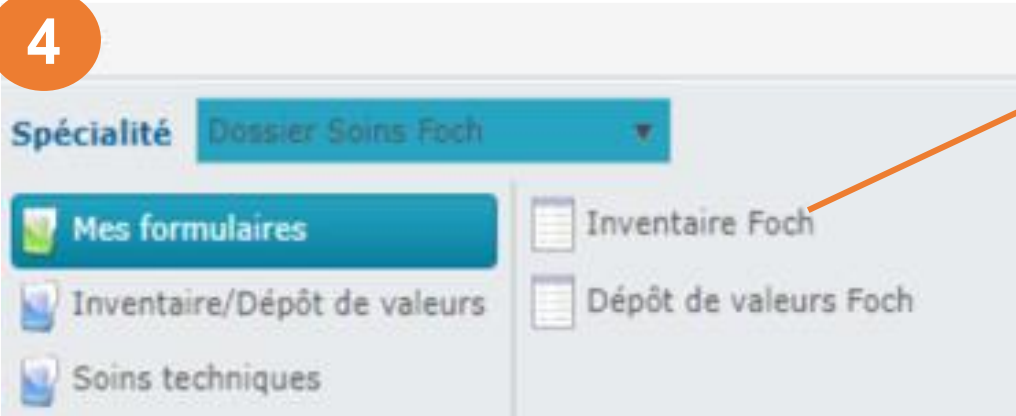 4
Spécialité Dossier Soins Foch
Mes formulaires
Inventaire/Dépôt de valeurs
Soins techniques
Inventaire Foch
Dépôt de valeurs Foch